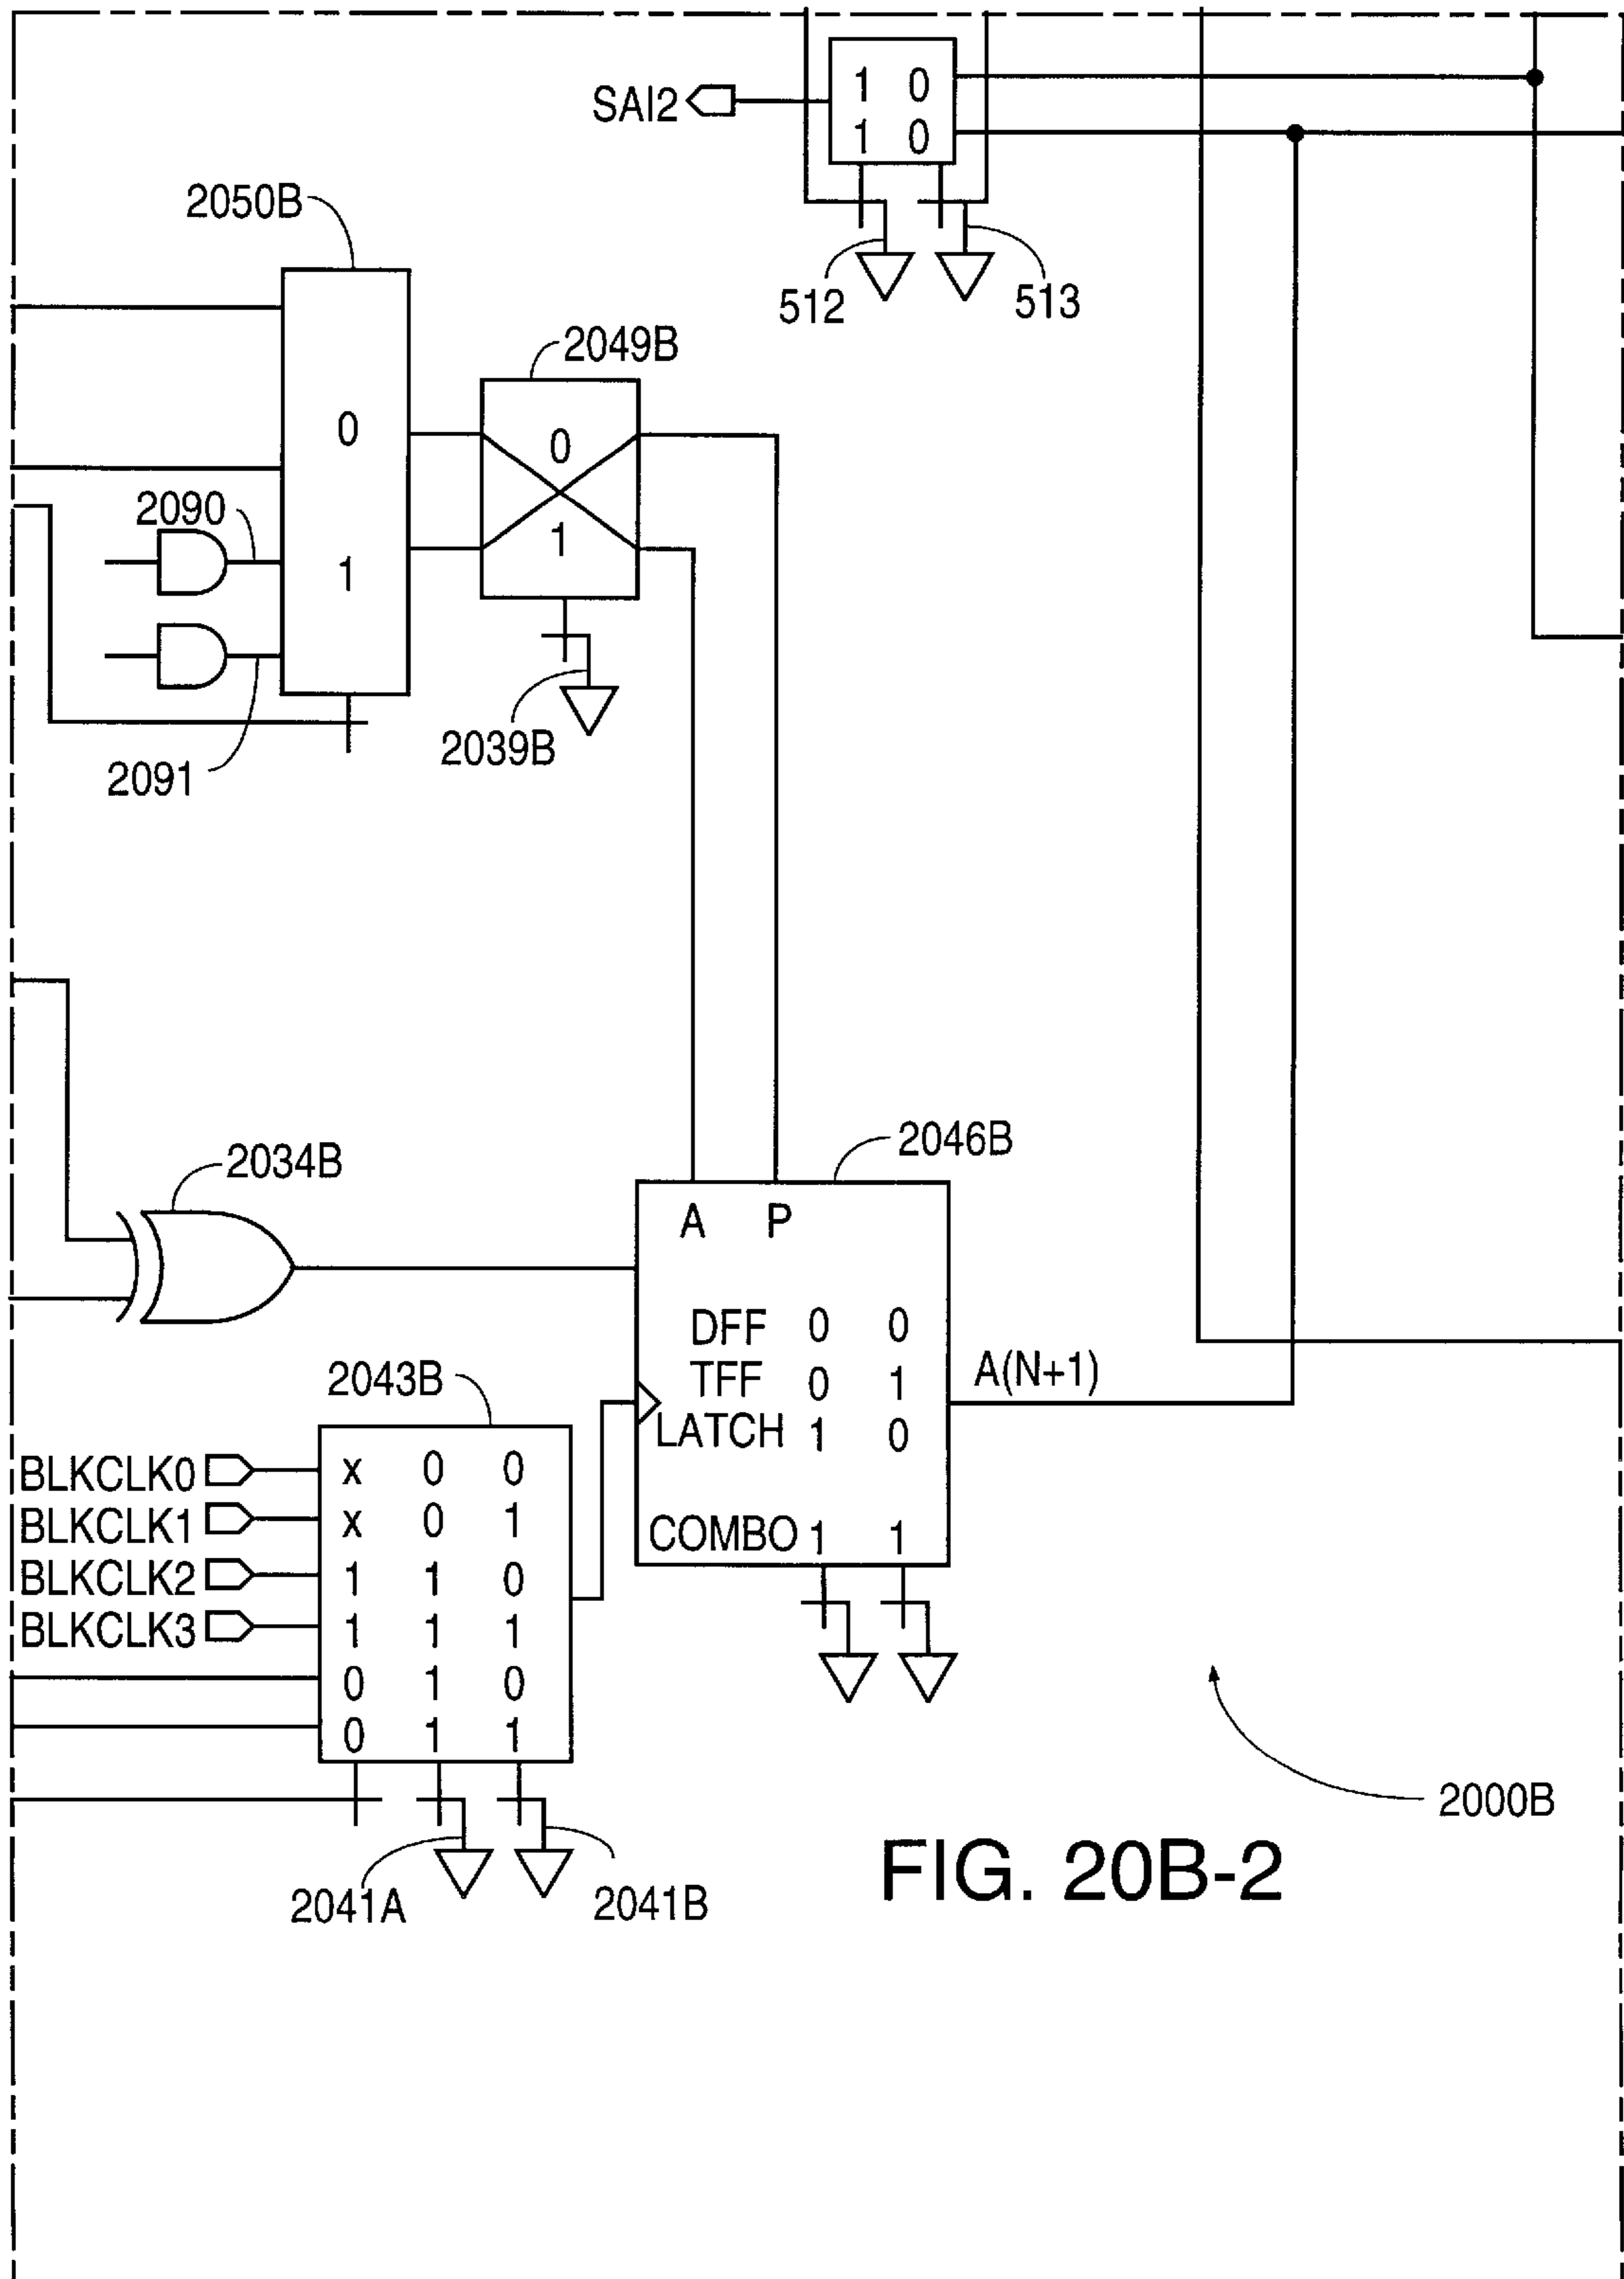 SAI2
1 0
1 0
2050B
512
513
2049B
0
1
0
1
2090
2091
2039B
2034B
2046B
A P
DFF 0 0
TFF 0 1
LATCH 1 0
COMBO 1 1
A(N+1)
2043B
BLKCLK0 x 0 0
BLKCLK1 x 0 1
BLKCLK2 1 1 0
BLKCLK3 1 1 1
0 1 0
0 1 1
2041A
2041B
2000B
FIG. 20B-2